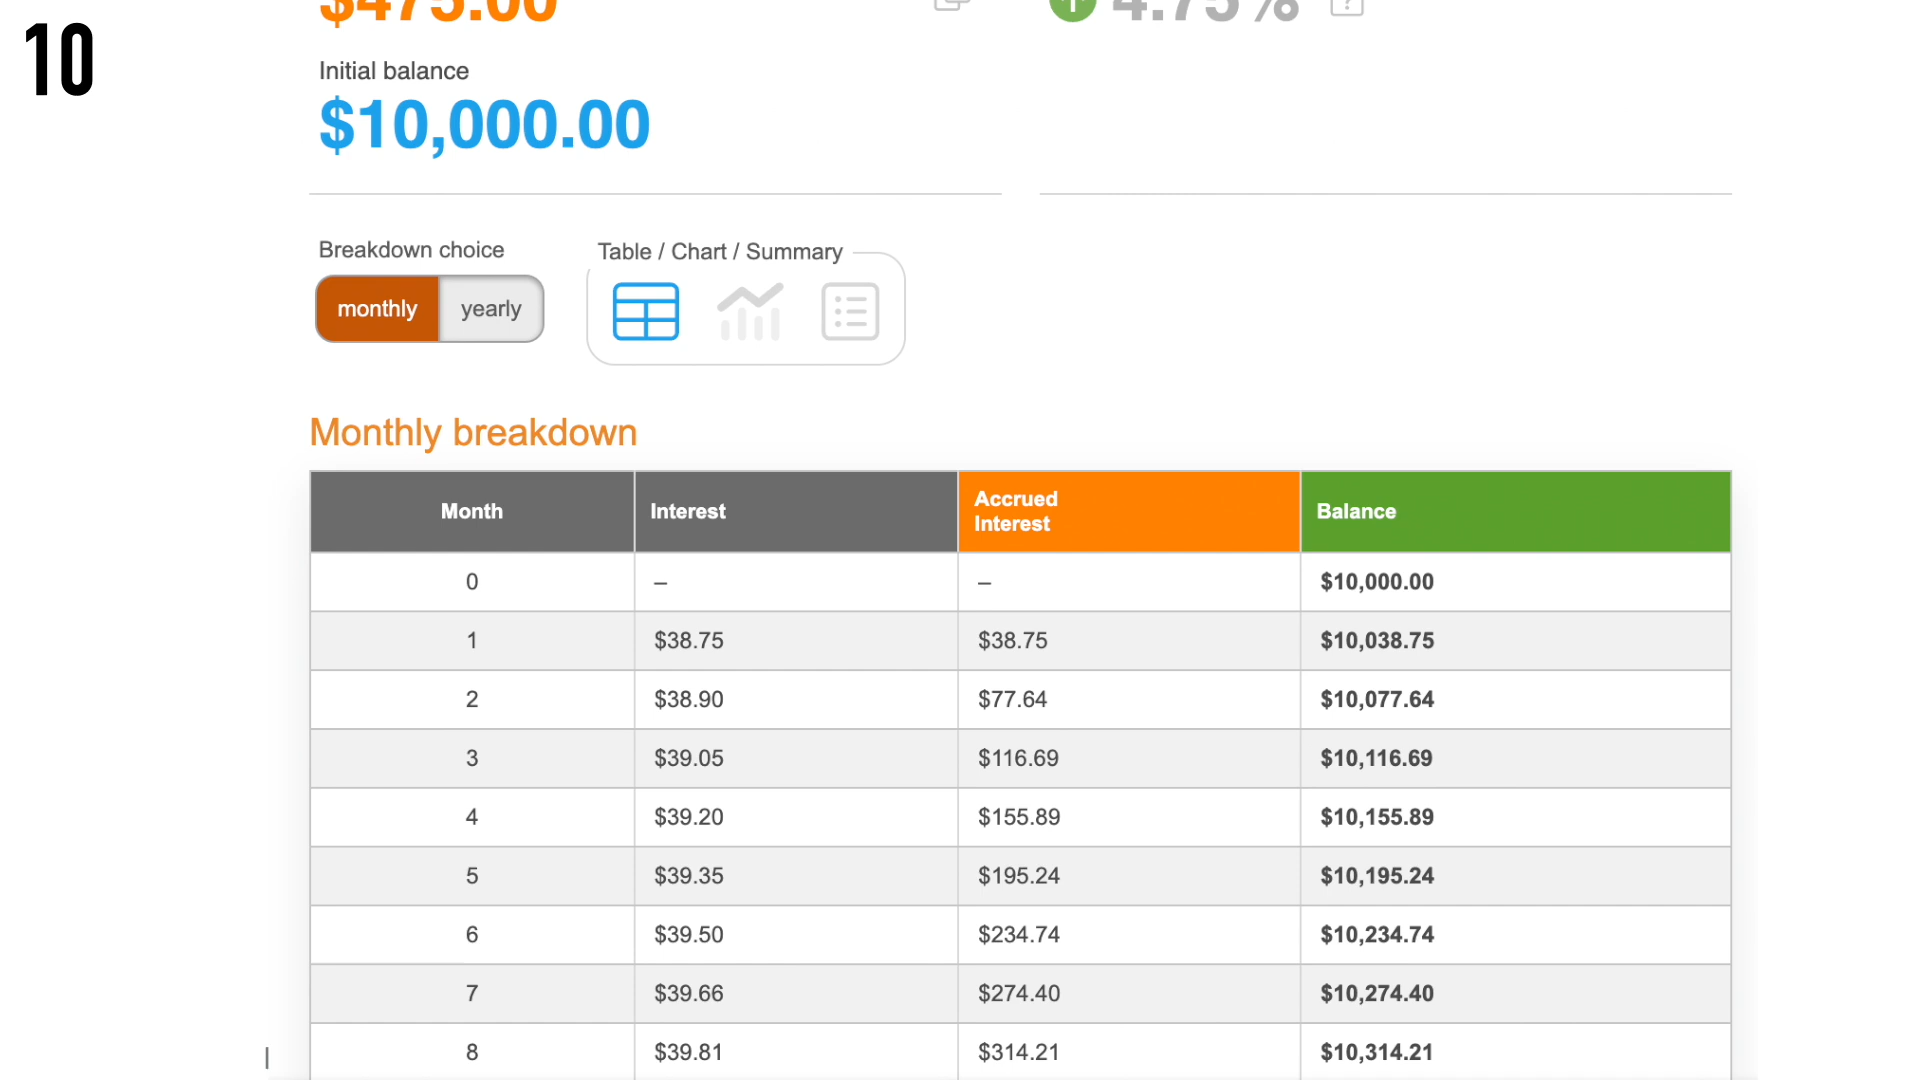 10
$475.00
4.75%
Initial balance
$10,000.00
Breakdown choice
Table / Chart / Summary
monthly yearly
Monthly breakdown
Month Interest Accrued Interest Balance
0 – – $10,000.00
1 $38.75 $38.75 $10,038.75
2 $38.90 $77.64 $10,077.64
3 $39.05 $116.69 $10,116.69
4 $39.20 $155.89 $10,155.89
5 $39.35 $195.24 $10,195.24
6 $39.50 $234.74 $10,234.74
7 $39.66 $274.40 $10,274.40
8 $39.81 $314.21 $10,314.21